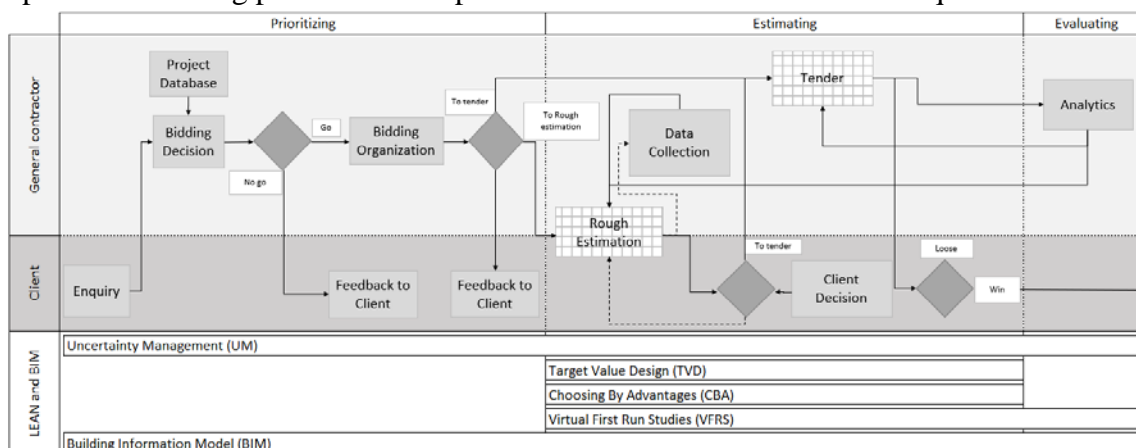 Prioritizing
Estimating
Evaluating
General contractor
Project
Database
Bidding
Decision
Go
No go
Bidding
Organization
To tender
To Rough
estimation
Data
Collection
Tender
Analytics
Rough
Estimation
Client
Enquiry
Feedback to
Client
Feedback to
Client
To tender
Client
Decision
Loose
Win
LEAN and BIM
Uncertainty Management (UM)
Target Value Design (TVD)
Choosing By Advantages (CBA)
Virtual First Run Studies (VFRS)
Building Information Model (BIM)